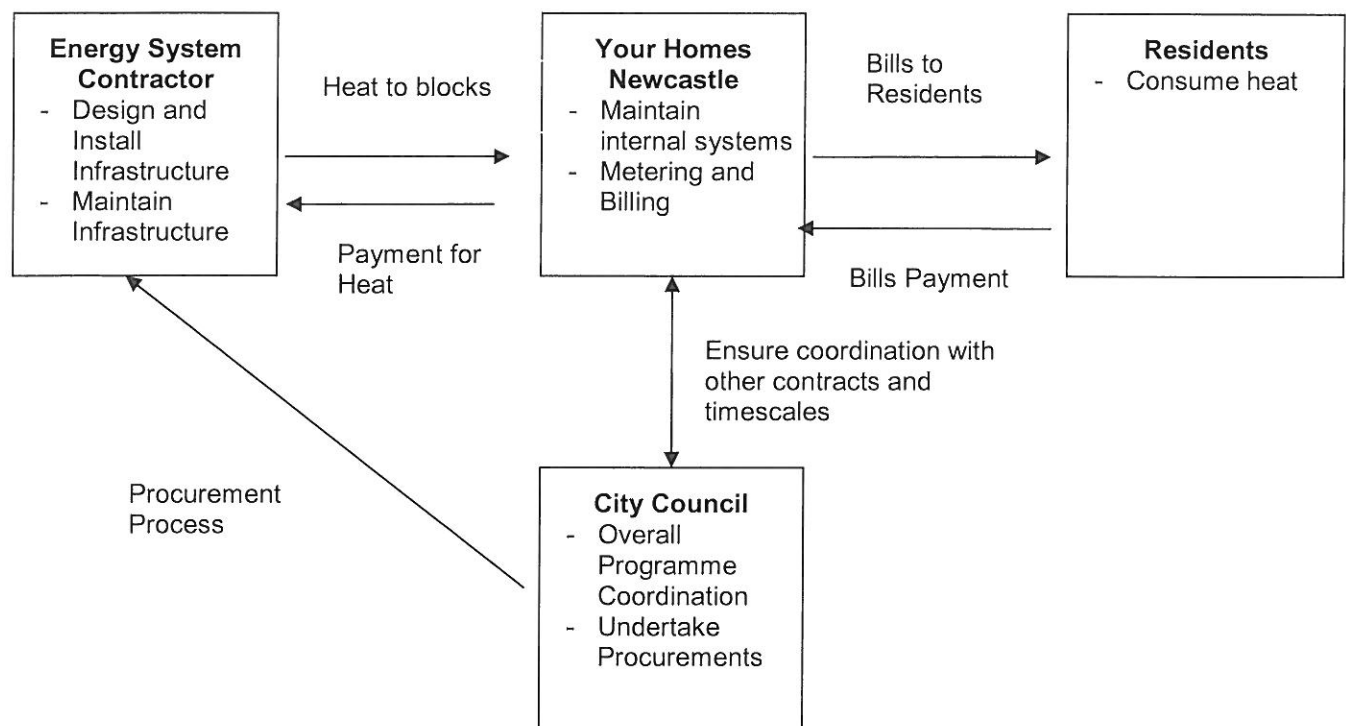 Energy System
Contractor
- Design and
Install
Infrastructure
- Maintain
Infrastructure
Heat to blocks
Payment for
Heat
Your Homes
Newcastle
- Maintain
internal systems
- Metering and
Billing
Bills to
Residents
Bills Payment
Residents
- Consume heat
Ensure coordination with
other contracts and
timescales
Procurement
Process
City Council
- Overall
Programme
Coordination
- Undertake
Procurements